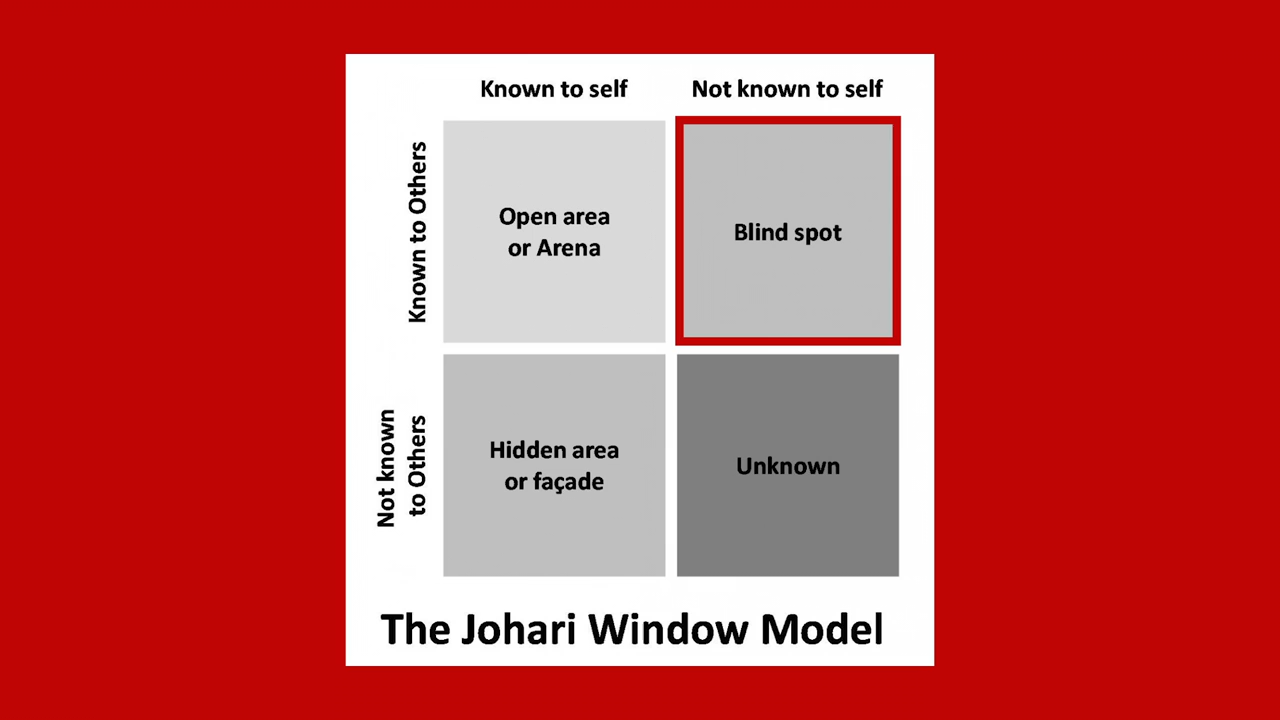 Known to self
Not known to self
Known to Others
Open area
or Arena
Blind spot
Not known
to Others
Hidden area
or façade
Unknown
The Johari Window Model